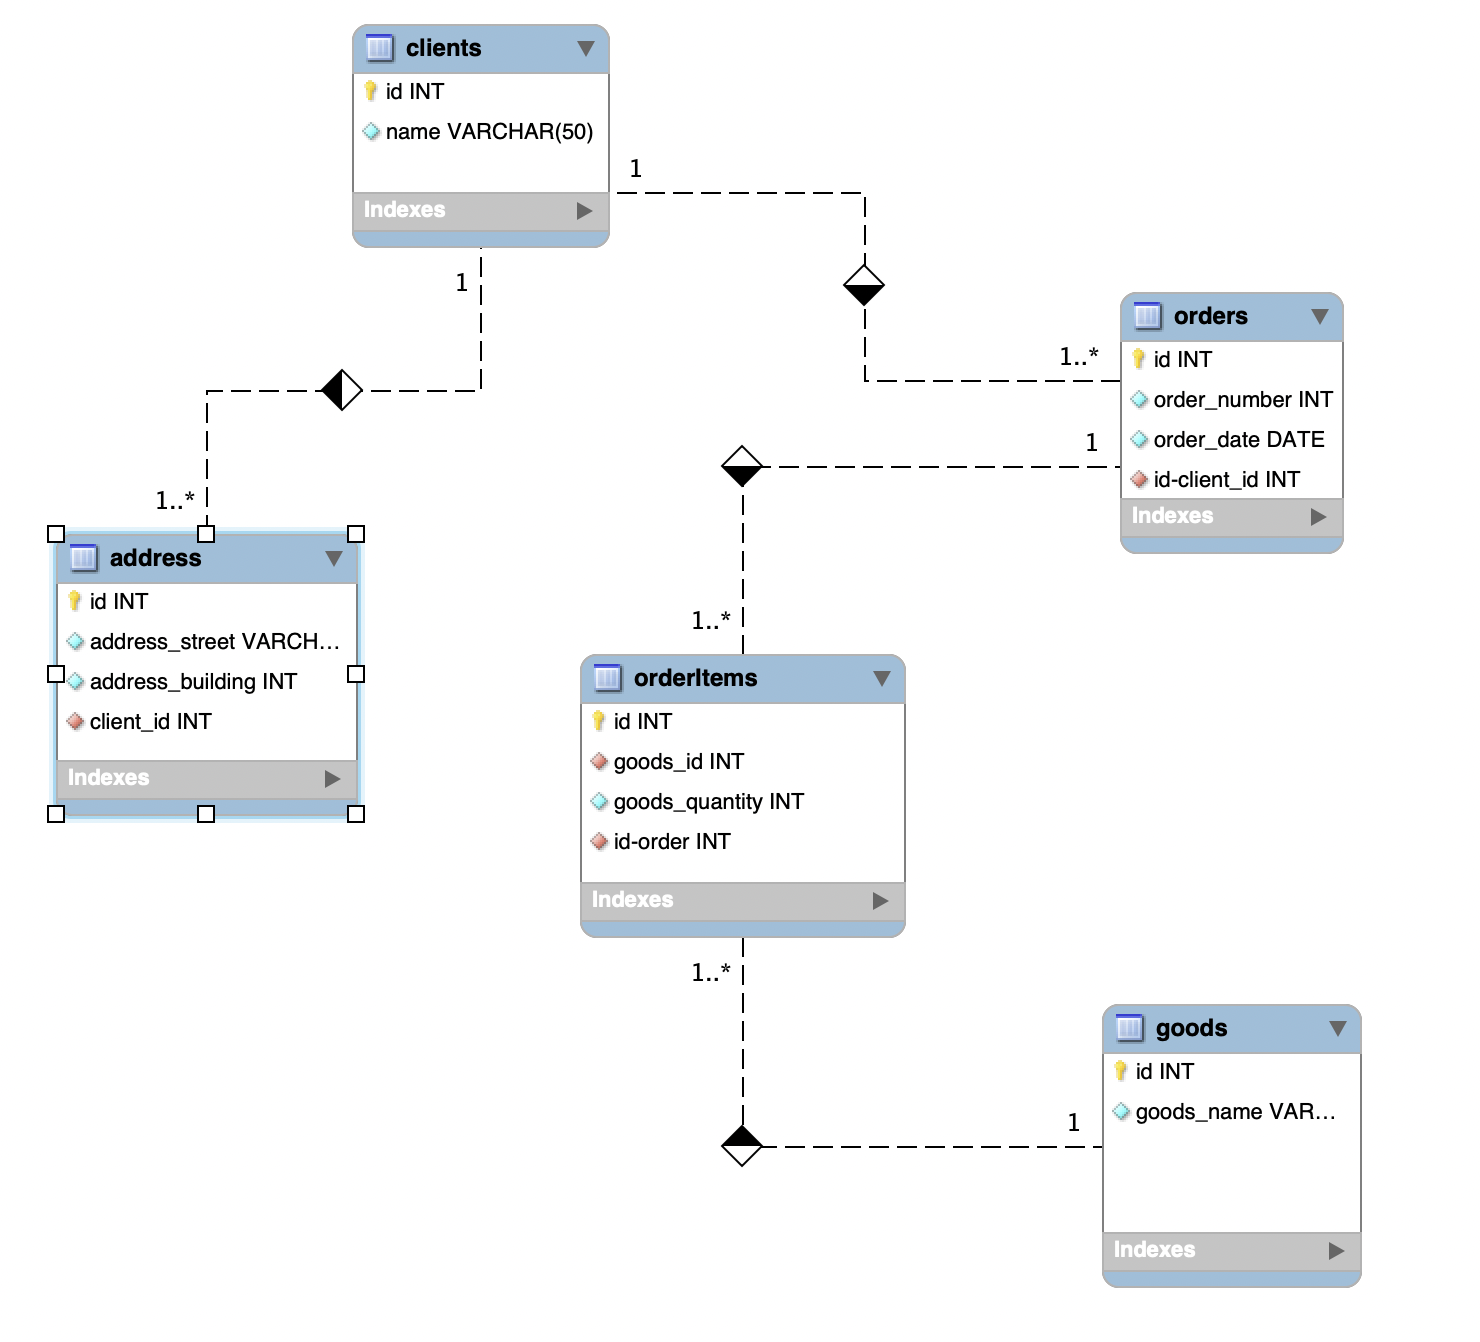 clients
id INT
name VARCHAR(50)
Indexes
1
1
1..*
orders
id INT
order_number INT
order_date DATE
id-client_id INT
Indexes
1
1..*
1..*
address
id INT
address_street VARCH...
address_building INT
client_id INT
Indexes
orderItems
id INT
goods_id INT
goods_quantity INT
id-order INT
Indexes
1..*
1
goods
id INT
goods_name VAR...
Indexes